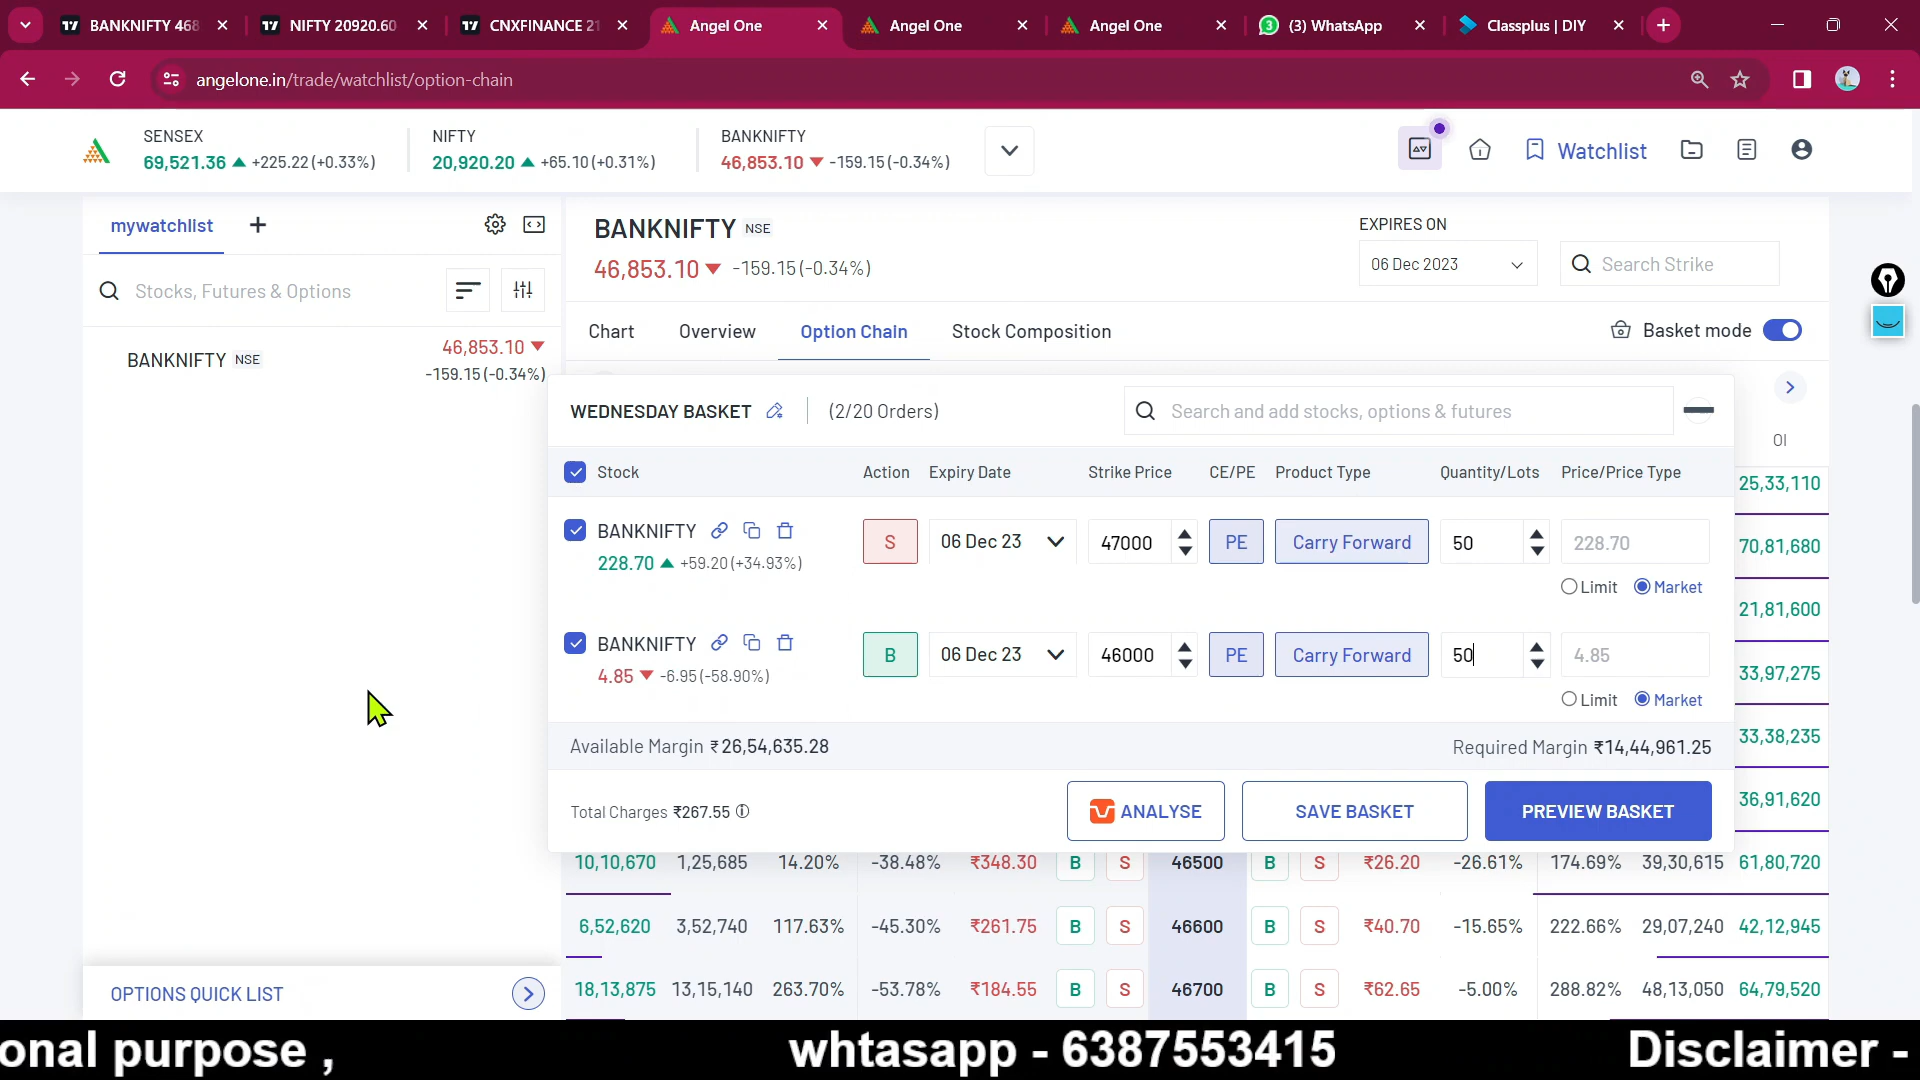 BANKNIFTY 468
NIFTY 20920.60
CNXFINANCE 21
Angel One
Angel One
Angel One
(3) WhatsApp
Classplus | DIY
angelone.in/trade/watchlist/option-chain
SENSEX
69,521.36 +225.22 (+0.33%)
NIFTY
20,920.20 +65.10 (+0.31%)
BANKNIFTY
46,853.10 -159.15 (-0.34%)
Watchlist
mywatchlist
Stocks, Futures & Options
BANKNIFTY NSE
46,853.10
-159.15 (-0.34%)
BANKNIFTY NSE
46,853.10 -159.15 (-0.34%)
EXPIRES ON
06 Dec 2023
Search Strike
Chart Overview Option Chain Stock Composition
Basket mode
WEDNESDAY BASKET (2/20 Orders)
Search and add stocks, options & futures
OI
Stock Action Expiry Date Strike Price CE/PE Product Type Quantity/Lots Price/Price Type
BANKNIFTY S 06 Dec 23 47000 PE Carry Forward 50 228.70
228.70 +59.20 (+34.93%)
Limit Market
BANKNIFTY B 06 Dec 23 46000 PE Carry Forward 50 4.85
4.85 -6.95 (-58.90%)
Limit Market
Available Margin ₹ 26,54,635.28
Required Margin ₹14,44,961.25
Total Charges ₹267.55
ANALYSE
SAVE BASKET
PREVIEW BASKET
25,33,110
70,81,680
21,81,600
33,97,275
33,38,235
36,91,620
10,10,670 1,25,685 14.20% -38.48% ₹348.30 B S 46500 B S ₹26.20 -26.61% 174.69% 39,30,615 61,80,720
6,52,620 3,52,740 117.63% -45.30% ₹261.75 B S 46600 B S ₹40.70 -15.65% 222.66% 29,07,240 42,12,945
18,13,875 13,15,140 263.70% -53.78% ₹184.55 B S 46700 B S ₹62.65 -5.00% 288.82% 48,13,050 64,79,520
OPTIONS QUICK LIST
onal purpose , whtasapp - 6387553415 Disclaimer -